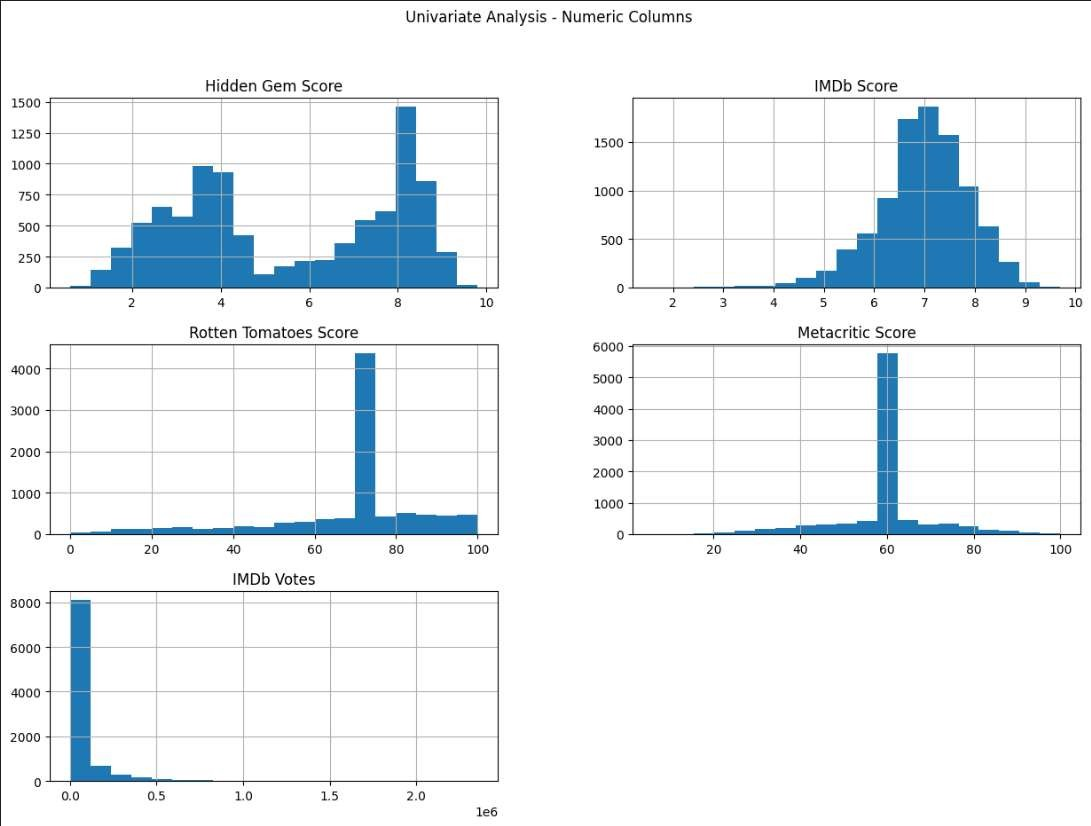 Univariate Analysis - Numeric Columns
Hidden Gem Score
1500
1250
1000
750
500
250
0
2 4 6 8 10
IMDb Score
1500
1000
500
0
2 3 4 5 6 7 8 9 10
Rotten Tomatoes Score
4000
3000
2000
1000
0
0 20 40 60 80 100
Metacritic Score
6000
5000
4000
3000
2000
1000
0
20 40 60 80 100
IMDb Votes
8000
6000
4000
2000
0
0.0 0.5 1.0 1.5 2.0
1e6